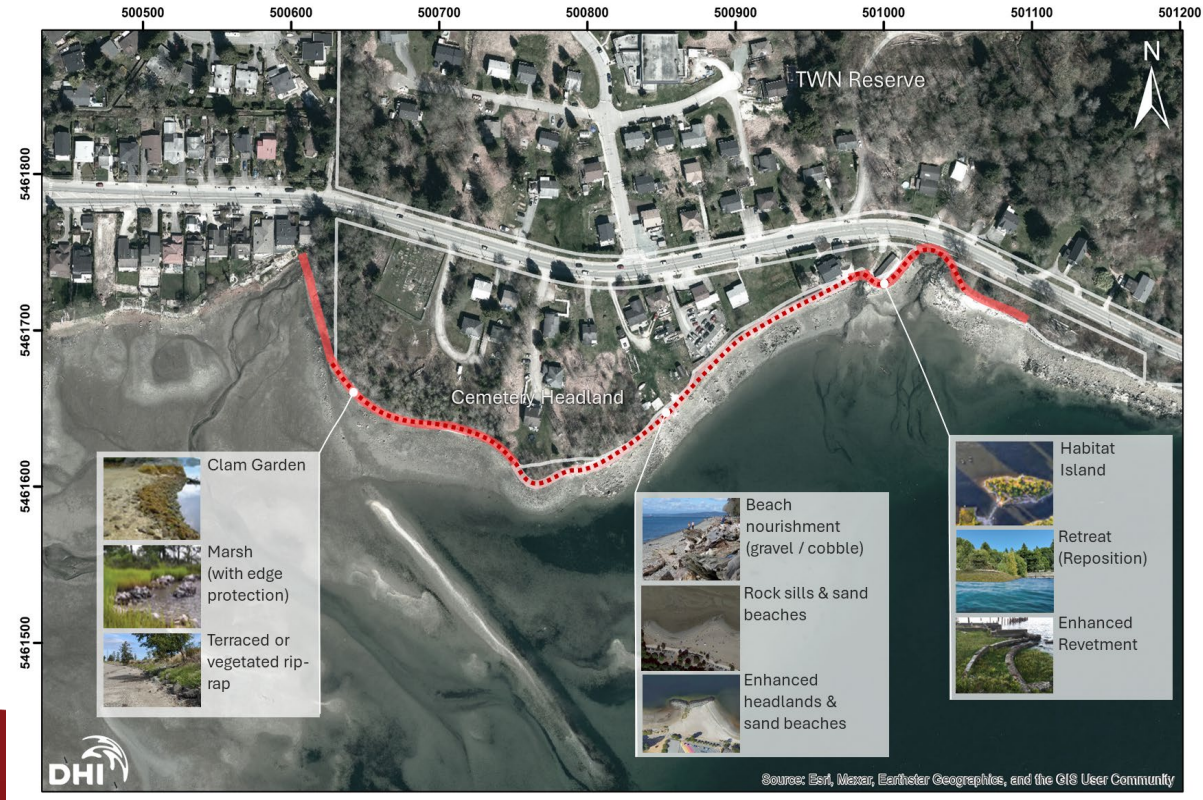 500500
500600
500700
500800
500900
501000
501100
501200
N
TWN Reserve
5461800
5461700
Cemetery Headland
5461600
5461500
Clam Garden
Marsh
(with edge
protection)
Terraced or
vegetated rip-
rap
Beach
nourishment
(gravel / cobble)
Rock sills & sand
beaches
Enhanced
headlands &
sand beaches
Habitat
Island
Retreat
(Reposition)
Enhanced
Revetment
DHI
Source: Esri, Maxar, Earthstar Geographics, and the GIS User Community